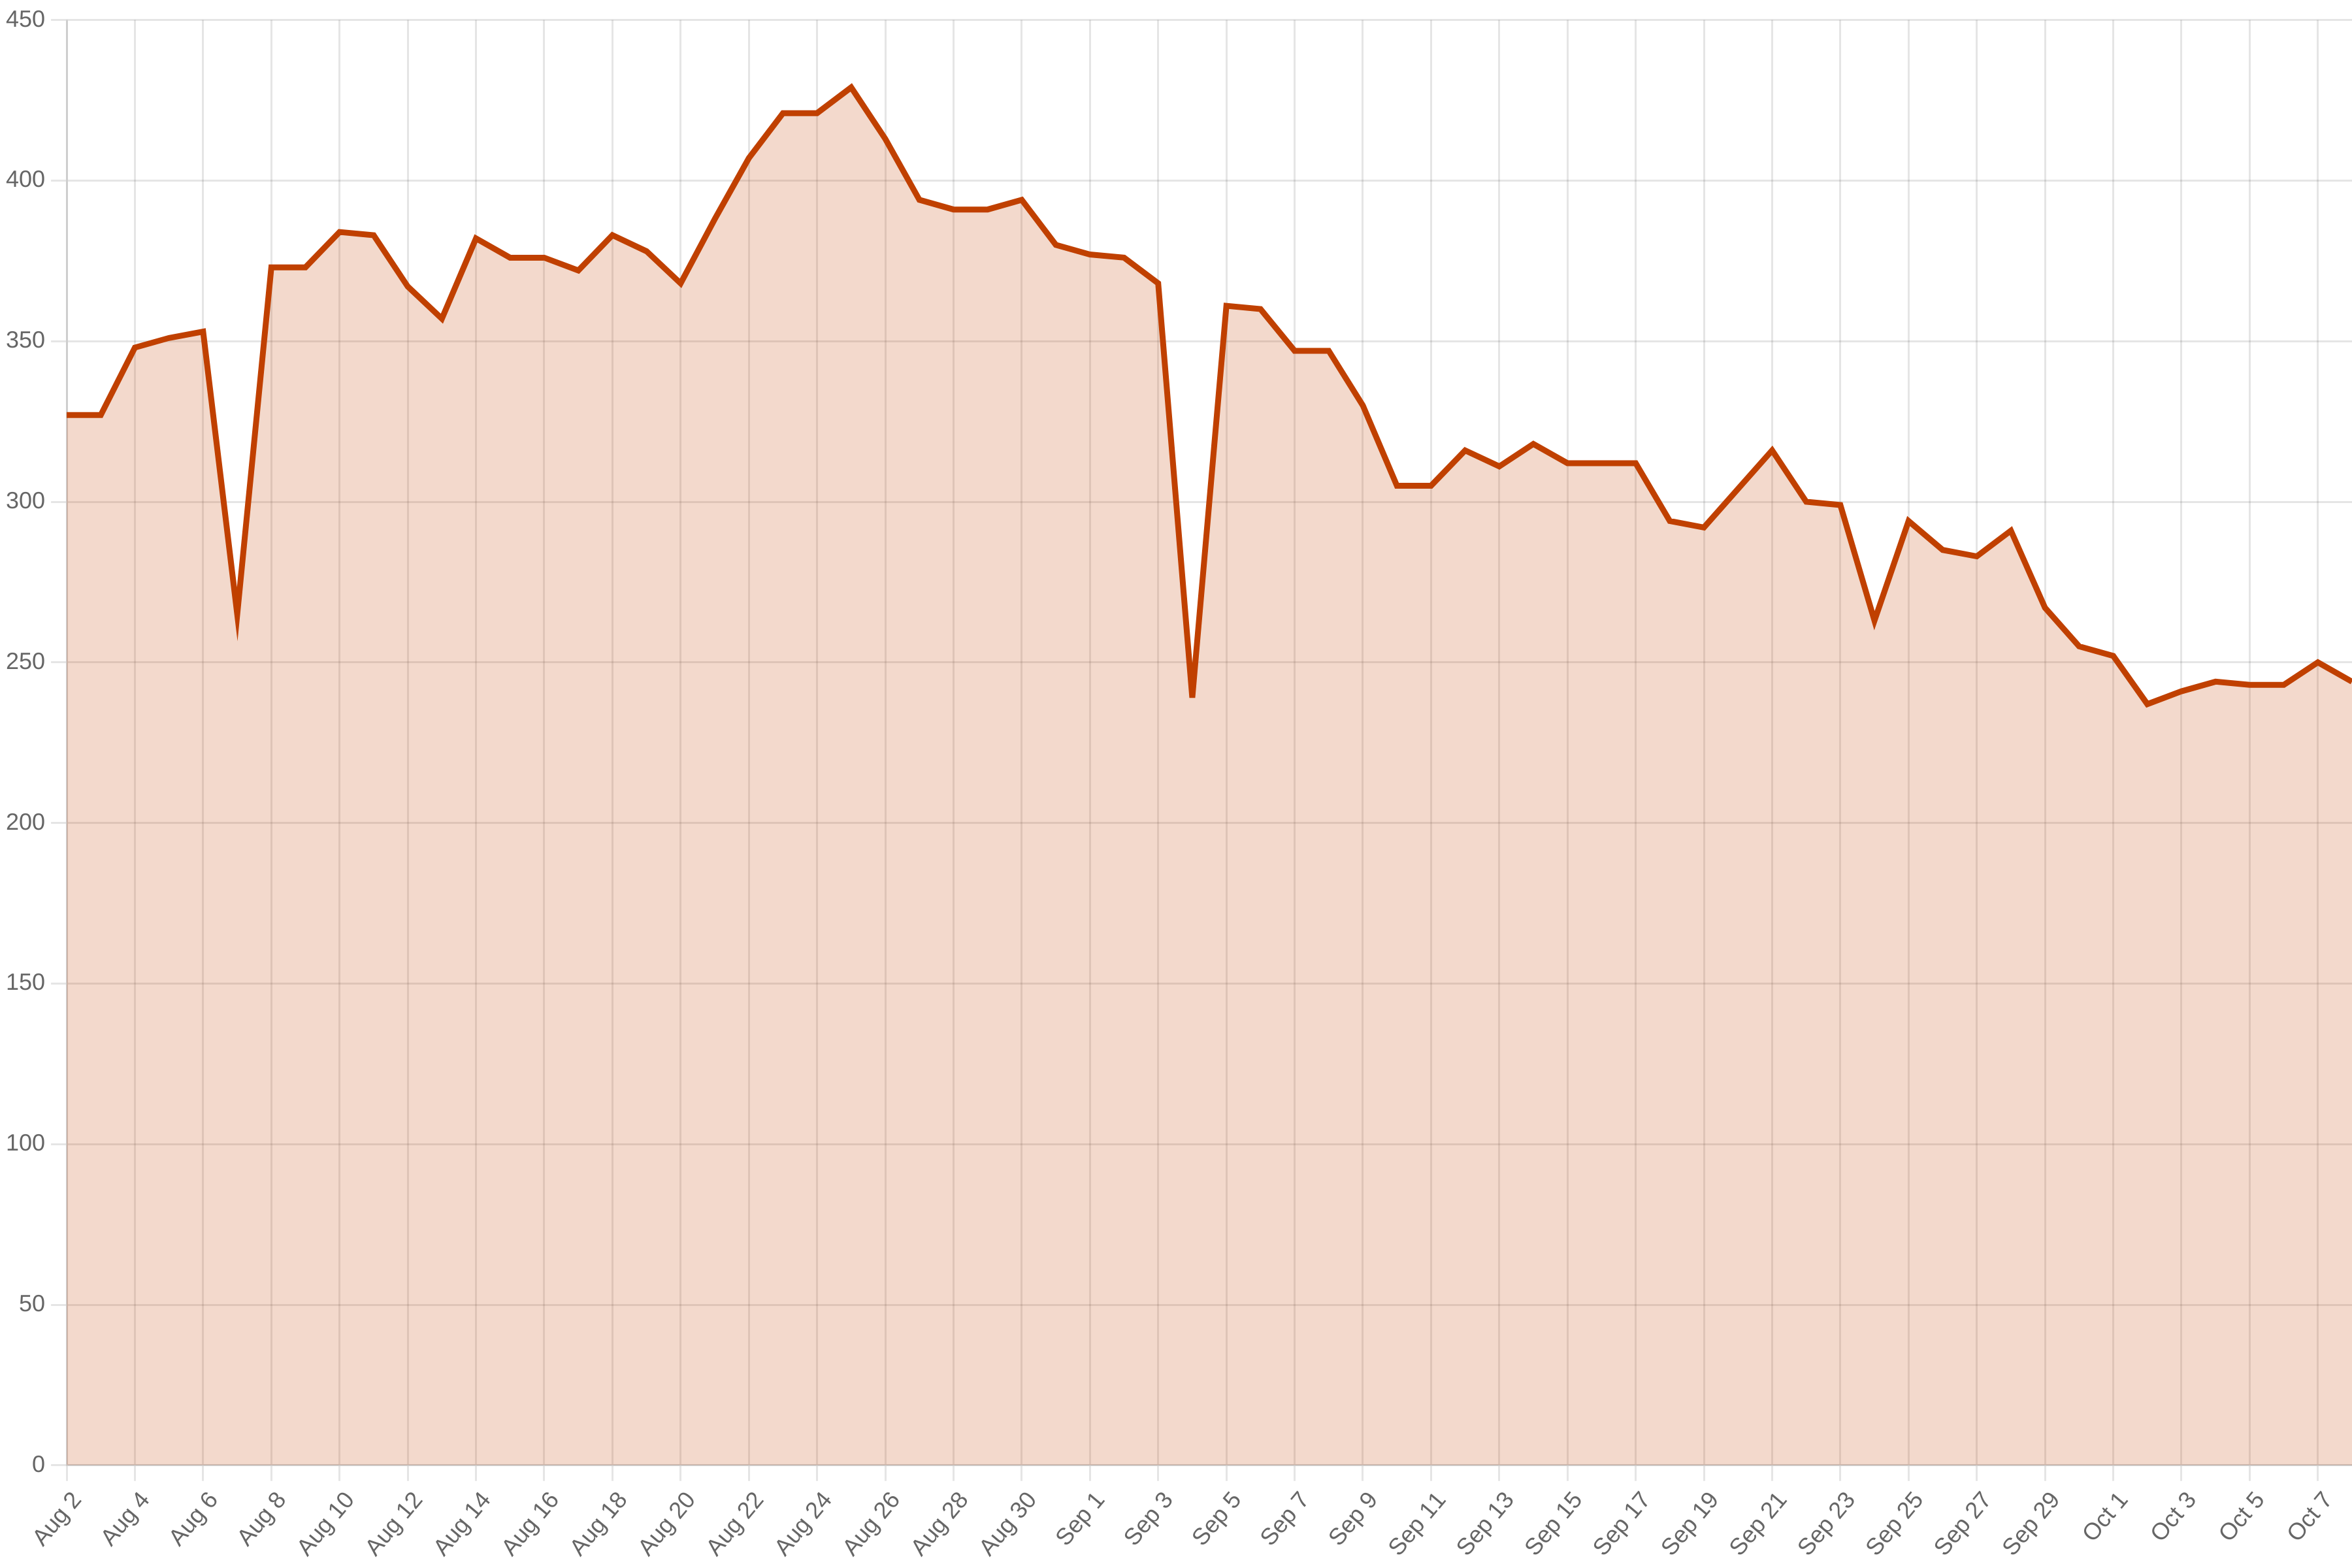 450
400
350
300
250
200
150
100
50
0
Aug 2
Aug 4
Aug 6
Aug 8
Aug 10
Aug 12
Aug 14
Aug 16
Aug 18
Aug 20
Aug 22
Aug 24
Aug 26
Aug 28
Aug 30
Sep 1
Sep 3
Sep 5
Sep 7
Sep 9
Sep 11
Sep 13
Sep 15
Sep 17
Sep 19
Sep 21
Sep 23
Sep 25
Sep 27
Sep 29
Oct 1
Oct 3
Oct 5
Oct 7